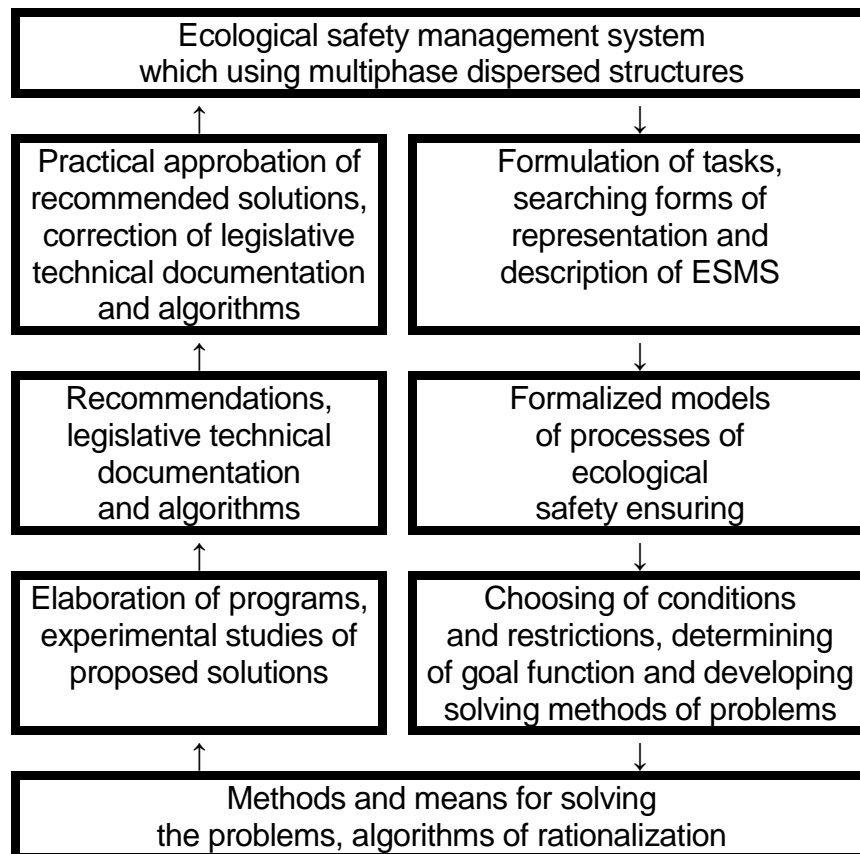 Ecological safety management system
which using multiphase dispersed structures
↑
↓
Practical approbation of
recommended solutions,
correction of legislative
technical documentation
and algorithms
Formulation of tasks,
searching forms of
representation and
description of ESMS
↑
↓
Recommendations,
legislative technical
documentation
and algorithms
Formalized models
of processes of
ecological
safety ensuring
↑
↓
Elaboration of programs,
experimental studies of
proposed solutions
Choosing of conditions
and restrictions, determining
of goal function and developing
solving methods of problems
↑
↓
Methods and means for solving
the problems, algorithms of rationalization